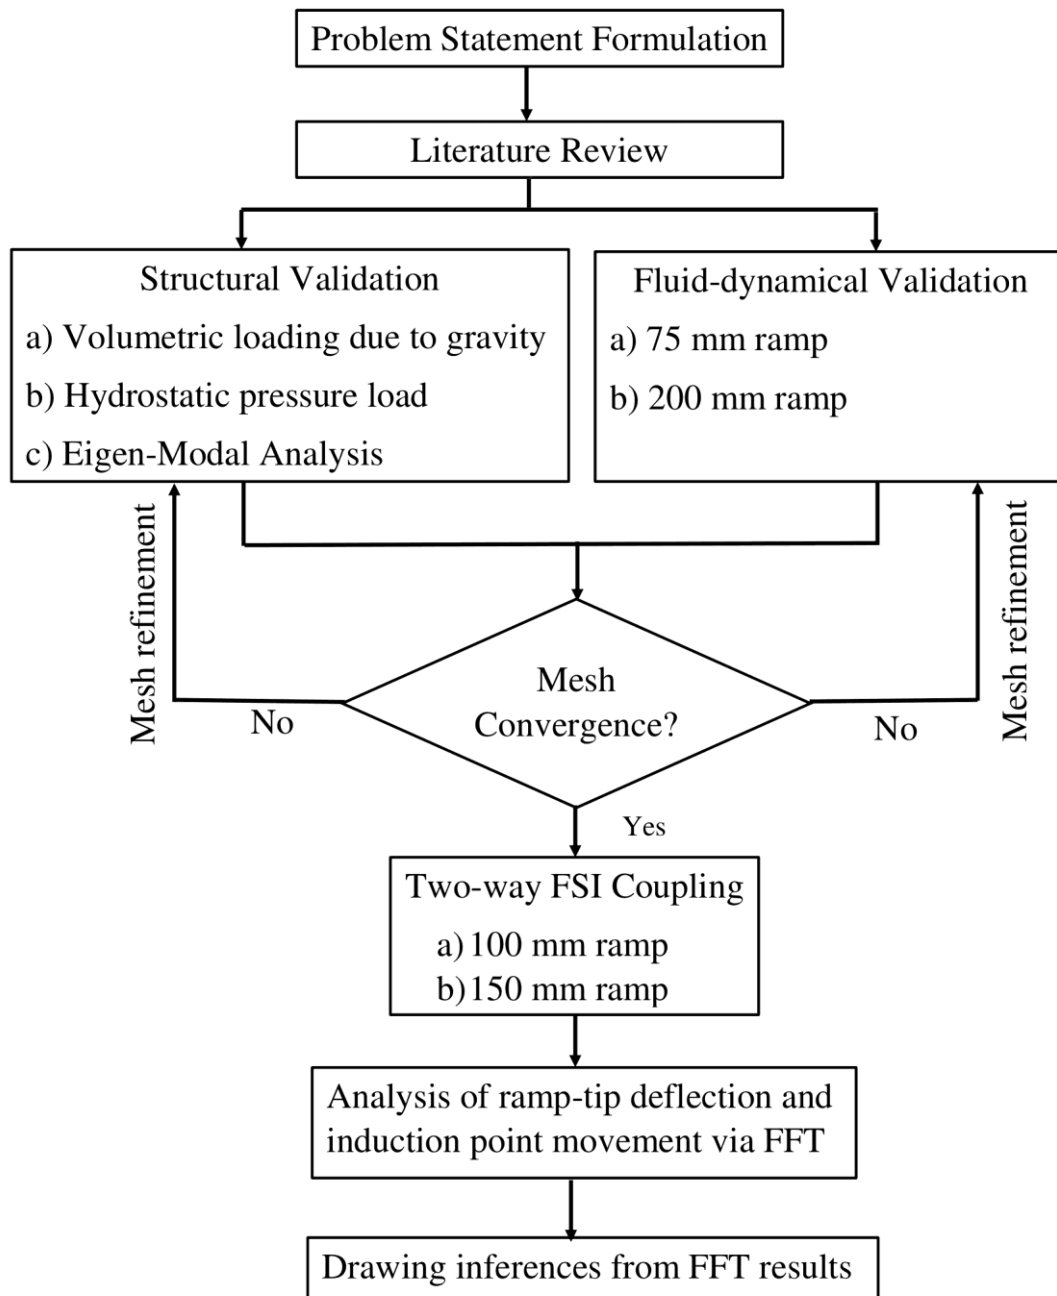 Problem Statement Formulation
Literature Review
Structural Validation
a) Volumetric loading due to gravity
b) Hydrostatic pressure load
c) Eigen-Modal Analysis
Fluid-dynamical Validation
a) 75 mm ramp
b) 200 mm ramp
Mesh refinement
Mesh refinement
Mesh
Convergence?
No
No
Yes
Two-way FSI Coupling
a) 100 mm ramp
b) 150 mm ramp
Analysis of ramp-tip deflection and
induction point movement via FFT
Drawing inferences from FFT results